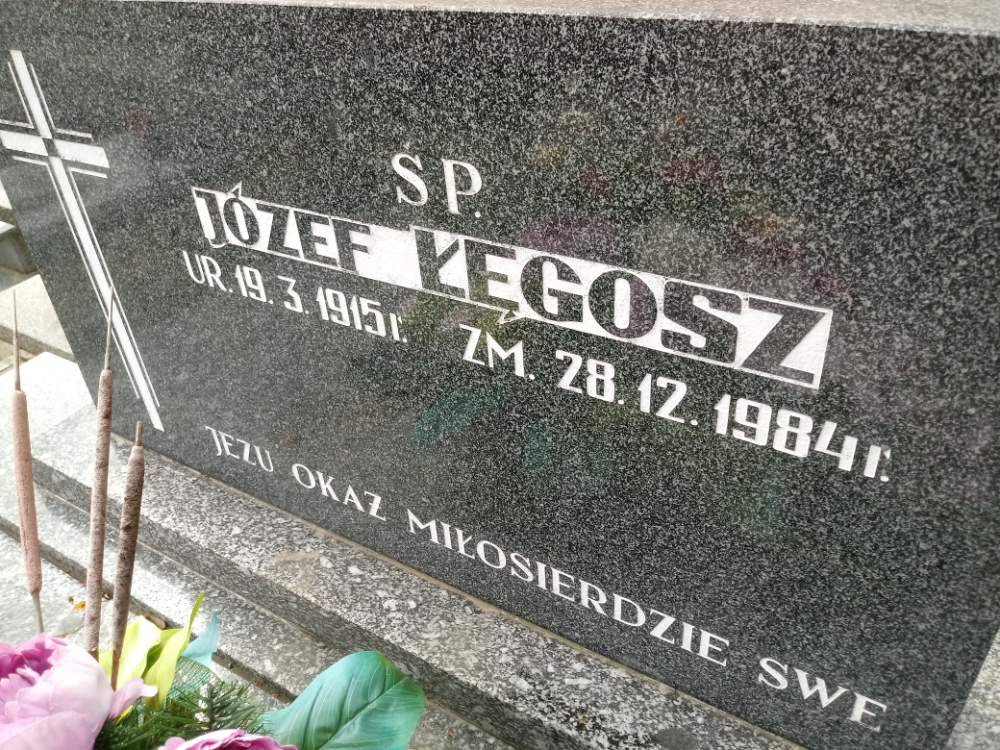 Ś.P.
JÓZEF ŁĘGOSZ
UR. 19. 3. 1915 r. ZM. 28. 12. 1984 r.
JEZU OKAŻ MIŁOSIERDZIE SWE